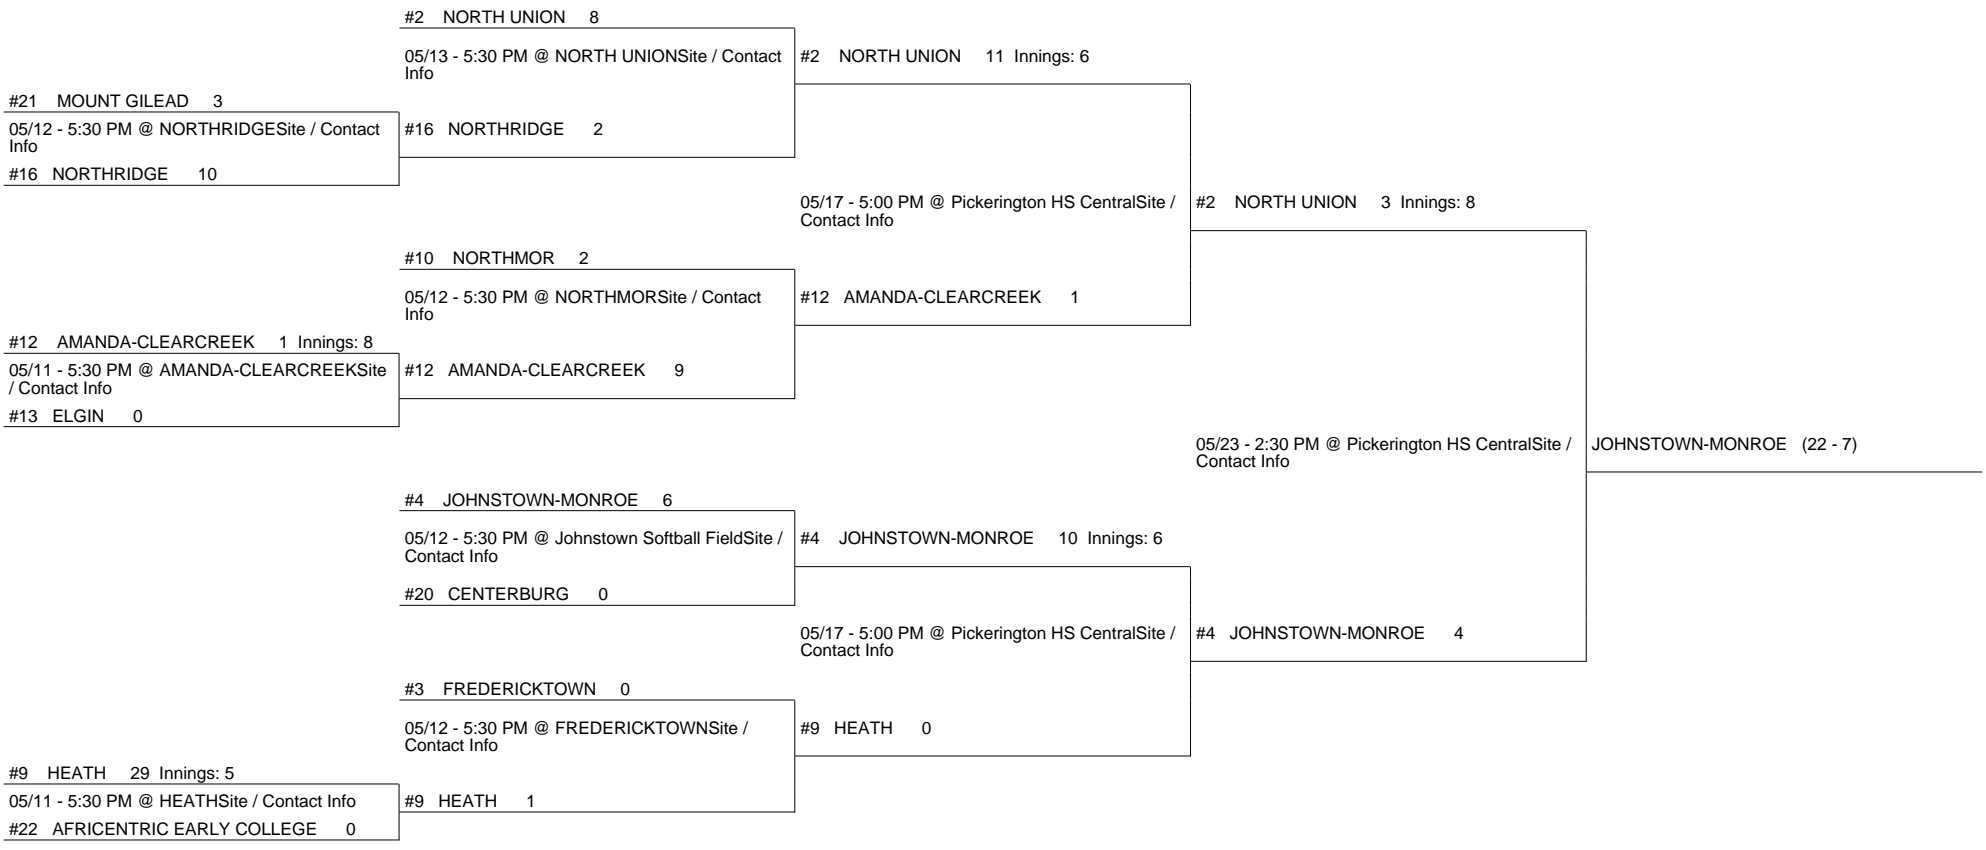 #2 NORTH UNION 8
05/13 - 5:30 PM @ NORTH UNIONSite / Contact
Info
#2 NORTH UNION 11 Innings: 6
#21 MOUNT GILEAD 3
05/12 - 5:30 PM @ NORTHRIDGESite / Contact
Info
#16 NORTHRIDGE 2
#16 NORTHRIDGE 10
05/17 - 5:00 PM @ Pickerington HS CentralSite /
Contact Info
#2 NORTH UNION 3 Innings: 8
#10 NORTHMOR 2
05/12 - 5:30 PM @ NORTHMORSite / Contact
Info
#12 AMANDA-CLEARCREEK 1
#12 AMANDA-CLEARCREEK 1 Innings: 8
05/11 - 5:30 PM @ AMANDA-CLEARCREEKSite
/ Contact Info
#12 AMANDA-CLEARCREEK 9
#13 ELGIN 0
05/23 - 2:30 PM @ Pickerington HS CentralSite /
Contact Info
JOHNSTOWN-MONROE (22 - 7)
#4 JOHNSTOWN-MONROE 6
05/12 - 5:30 PM @ Johnstown Softball FieldSite /
Contact Info
#4 JOHNSTOWN-MONROE 10 Innings: 6
#20 CENTERBURG 0
05/17 - 5:00 PM @ Pickerington HS CentralSite /
Contact Info
#4 JOHNSTOWN-MONROE 4
#3 FREDERICKTOWN 0
05/12 - 5:30 PM @ FREDERICKTOWNSite /
Contact Info
#9 HEATH 0
#9 HEATH 29 Innings: 5
05/11 - 5:30 PM @ HEATHSite / Contact Info
#9 HEATH 1
#22 AFRICENTRIC EARLY COLLEGE 0